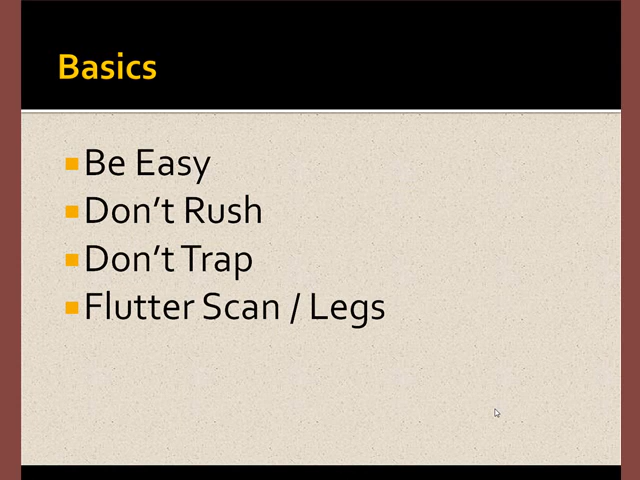 Basics
Be Easy
Don’t Rush
Don’t Trap
Flutter Scan / Legs